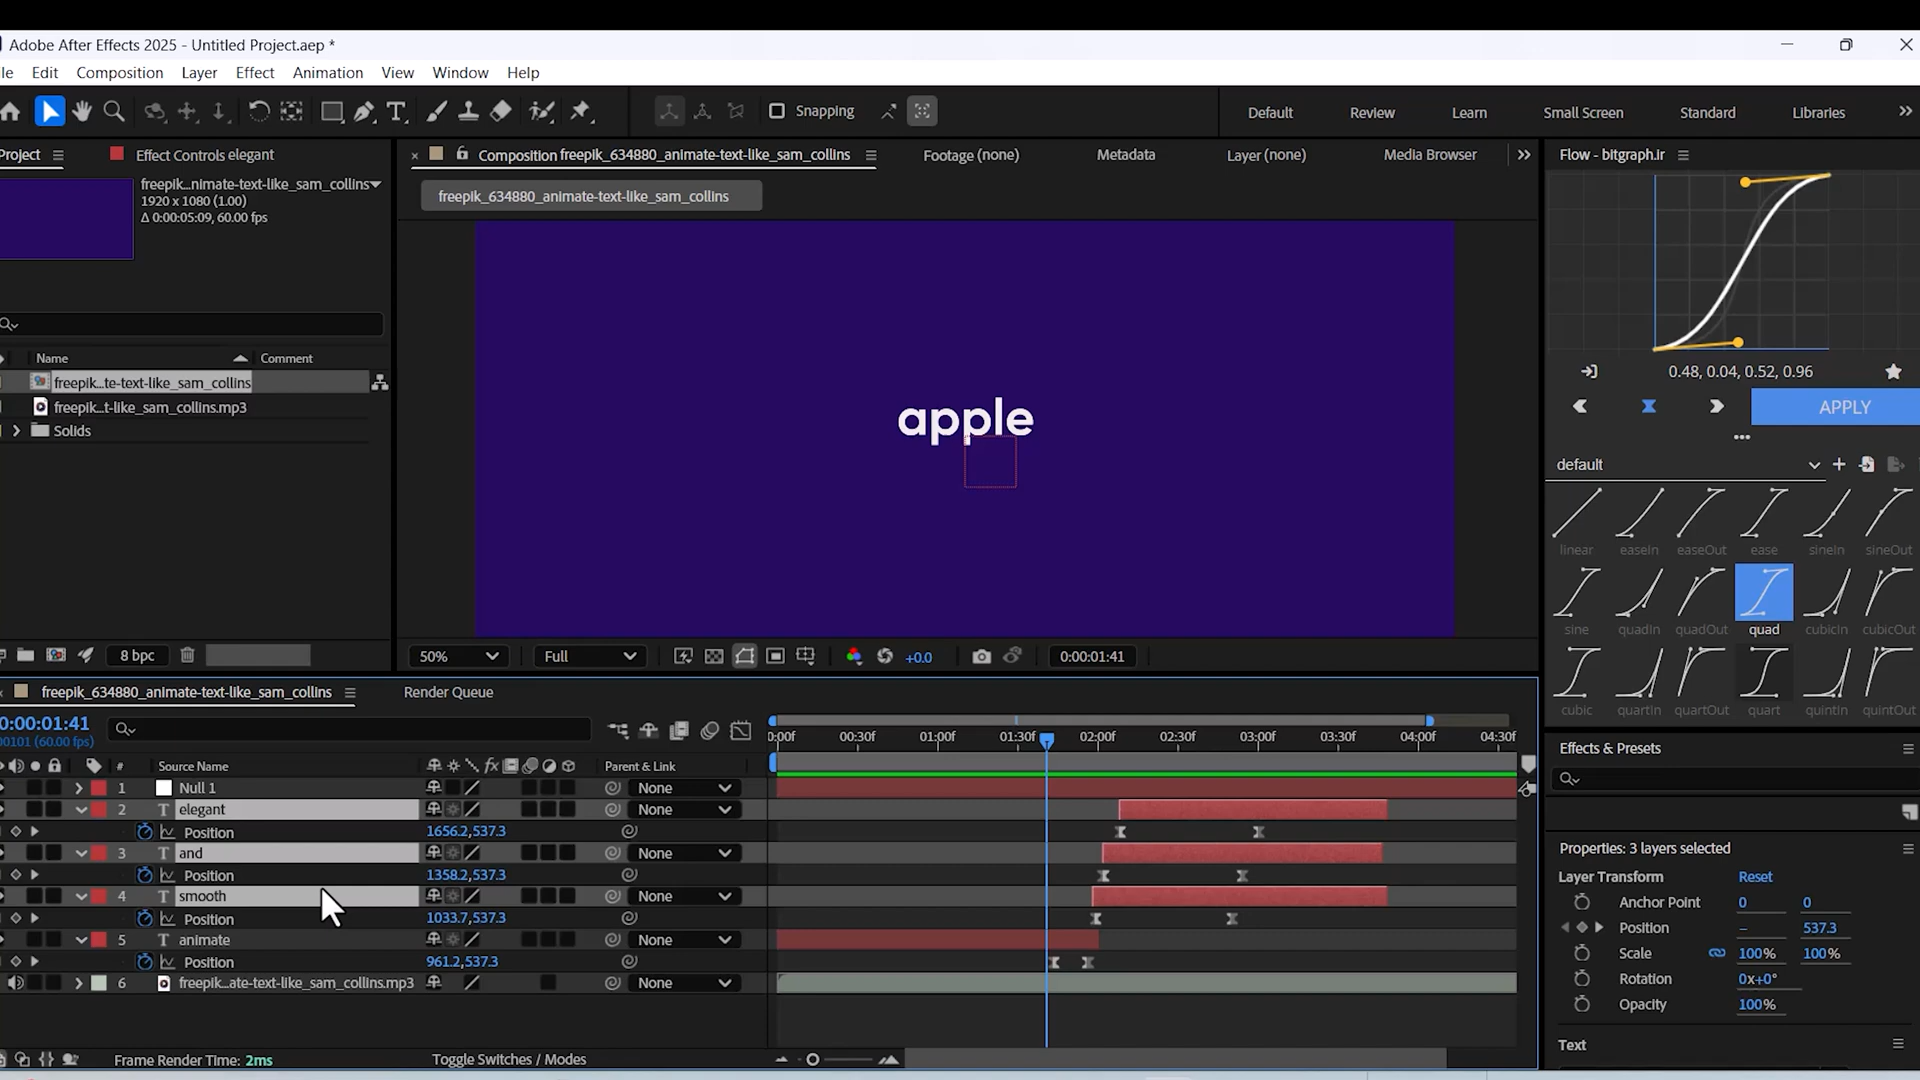 Adobe After Effects 2025 - Untitled Project.aep *
le Edit Composition Layer Effect Animation View Window Help
Snapping Default Review Learn Small Screen Standard Libraries
Project Effect Controls elegant Composition freepik_634880_animate-text-like_sam_collins Footage (none) Metadata Layer (none) Media Browser Flow - bitgraph.ir
freepik...nimate-text-like_sam_collins
1920 x 1080 (1.00)
Δ 0:00:05:09, 60.00 fps
freepik_634880_animate-text-like_sam_collins
Name Comment
freepik...te-text-like_sam_collins
freepik...t-like_sam_collins.mp3
Solids
apple
0.48, 0.04, 0.52, 0.96
APPLY
default
linear easeIn easeOut ease sineIn sineOut
sine quadIn quadOut quad cubicIn cubicOut
cubic quartIn quartOut quart quintIn quintOut
8 bpc 50% Full +0.0 0:00:01:41
freepik_634880_animate-text-like_sam_collins Render Queue
0:00:01:41
00101 (60.00 fps)
0:00f 00:30f 01:00f 01:30f 02:00f 02:30f 03:00f 03:30f 04:00f 04:30f
# Source Name fx Parent & Link
1 Null 1 None
2 T elegant None
Position 1656.2,537.3
3 T and None
Position 1358.2,537.3
4 T smooth None
Position 1033.7,537.3
5 T animate None
Position 961.2,537.3
6 freepik...ate-text-like_sam_collins.mp3 None
Frame Render Time: 2ms Toggle Switches / Modes
Effects & Presets
Properties: 3 layers selected
Layer Transform Reset
Anchor Point 0 0
Position – 537.3
Scale 100% 100%
Rotation 0x+0°
Opacity 100%
Text